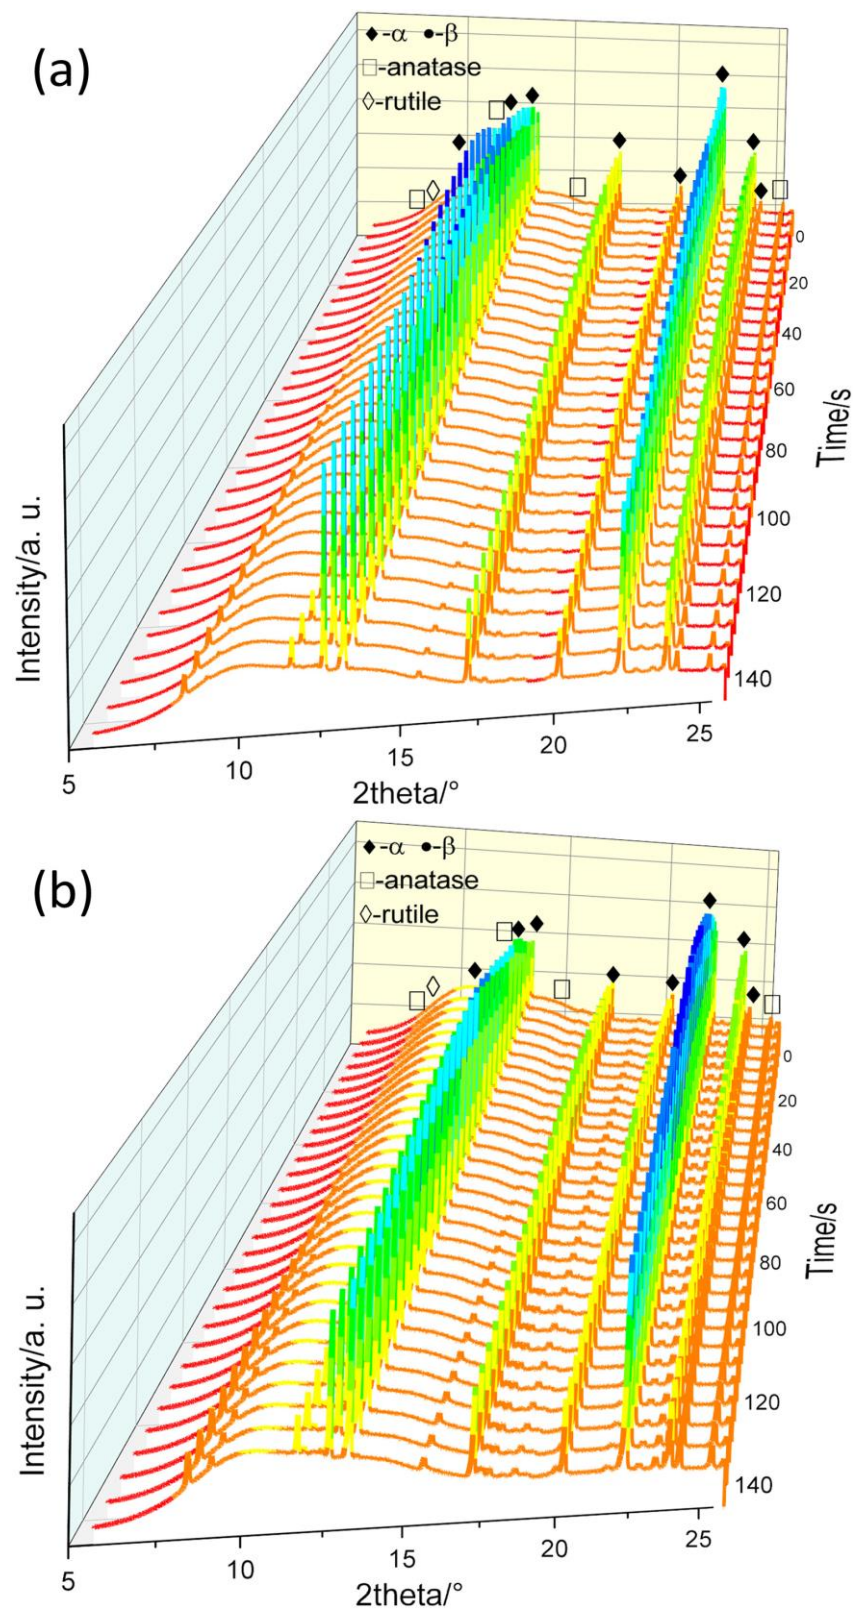 (a)
◆-α ●-β
□-anatase
◇-rutile
0
20
40
60
80
100
120
140
Time/s
Intensity/a. u.
5
10
15
20
25
2theta/°
(b)
◆-α ●-β
□-anatase
◇-rutile
0
20
40
60
80
100
120
140
Time/s
Intensity/a. u.
5
10
15
20
25
2theta/°